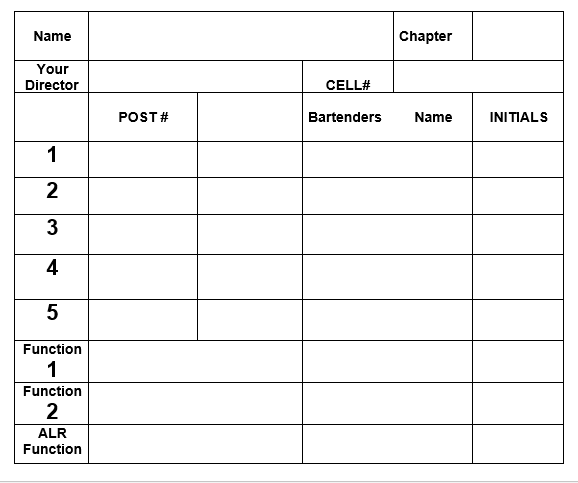 Name Chapter
Your
Director CELL#
POST # Bartenders Name INITIALS
1
2
3
4
5
Function
1
Function
2
ALR
Function